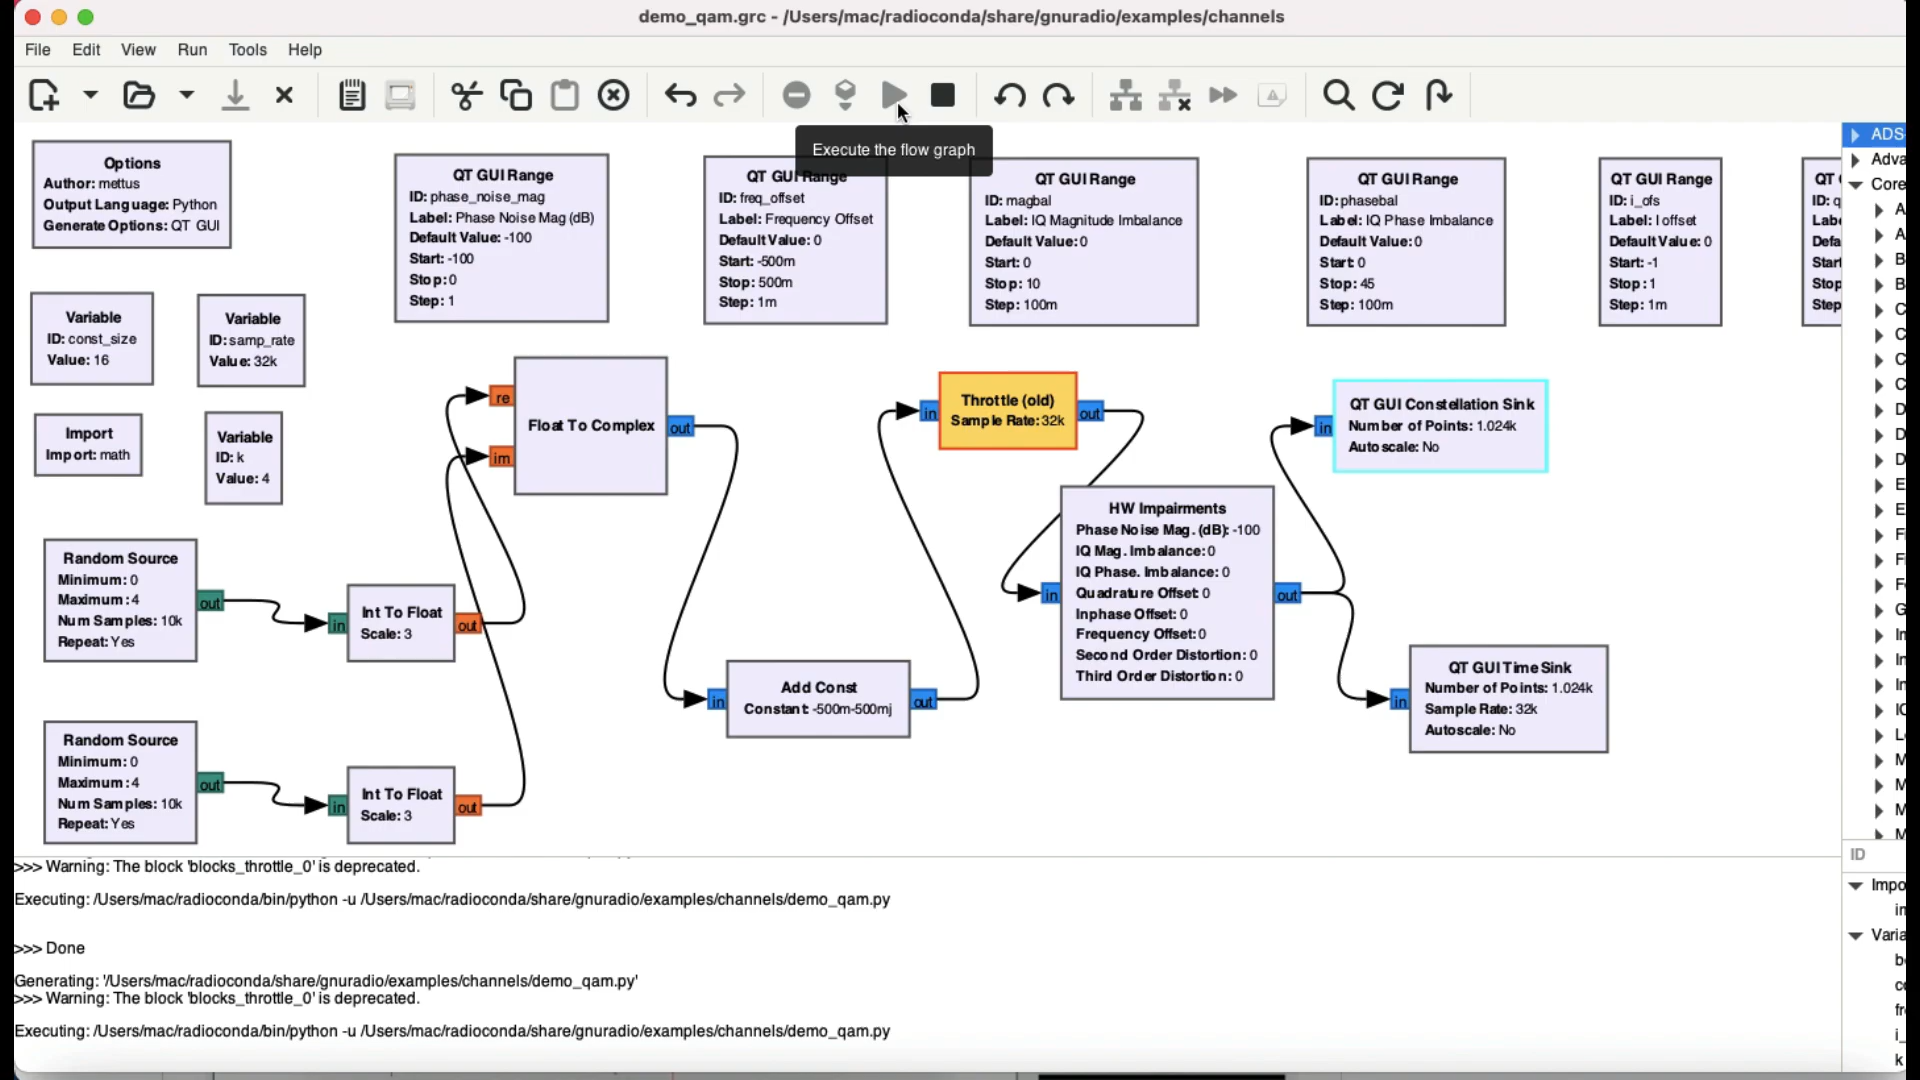 demo_qam.grc - /Users/mac/radioconda/share/gnuradio/examples/channels
File Edit View Run Tools Help
Execute the flow graph
Options
Author: mettus
Output Language: Python
Generate Options: QT GUI
QT GUI Range
ID: phase_noise_mag
Label: Phase Noise Mag (dB)
Default Value: -100
Start: -100
Stop: 0
Step: 1
QT GUI Range
ID: freq_offset
Label: Frequency Offset
Default Value: 0
Start: -500m
Stop: 500m
Step: 1m
QT GUI Range
ID: magbal
Label: IQ Magnitude Imbalance
Default Value: 0
Start: 0
Stop: 10
Step: 100m
QT GUI Range
ID: phasebal
Label: IQ Phase Imbalance
Default Value: 0
Start: 0
Stop: 45
Step: 100m
QT GUI Range
ID: i_ofs
Label: I offset
Default Value: 0
Start: -1
Stop: 1
Step: 1m
QT
ID: q
Start
Stop
Step
Variable
ID: const_size
Value: 16
Variable
ID: samp_rate
Value: 32k
Import
Import: math
Variable
ID: k
Value: 4
re
im
Float To Complex
out
in
Throttle (old)
Sample Rate: 32k
out
in
QT GUI Constellation Sink
Number of Points: 1.024k
Autoscale: No
in
HW Impairments
Phase Noise Mag. (dB): -100
IQ Mag. Imbalance: 0
IQ Phase. Imbalance: 0
Quadrature Offset: 0
Inphase Offset: 0
Frequency Offset: 0
Second Order Distortion: 0
Third Order Distortion: 0
out
Random Source
Minimum: 0
Maximum: 4
Num Samples: 10k
Repeat: Yes
out
in
Int To Float
Scale: 3
out
in
Add Const
Constant: -500m-500mj
out
in
QT GUI Time Sink
Number of Points: 1.024k
Sample Rate: 32k
Autoscale: No
Random Source
Minimum: 0
Maximum: 4
Num Samples: 10k
Repeat: Yes
out
in
Int To Float
Scale: 3
out
ADS
Adva
Core
>>> Warning: The block 'blocks_throttle_0' is deprecated.
Executing: /Users/mac/radioconda/bin/python -u /Users/mac/radioconda/share/gnuradio/examples/channels/demo_qam.py
>>> Done
Generating: '/Users/mac/radioconda/share/gnuradio/examples/channels/demo_qam.py'
>>> Warning: The block 'blocks_throttle_0' is deprecated.
Executing: /Users/mac/radioconda/bin/python -u /Users/mac/radioconda/share/gnuradio/examples/channels/demo_qam.py
ID
Impo
Varia
i_
k